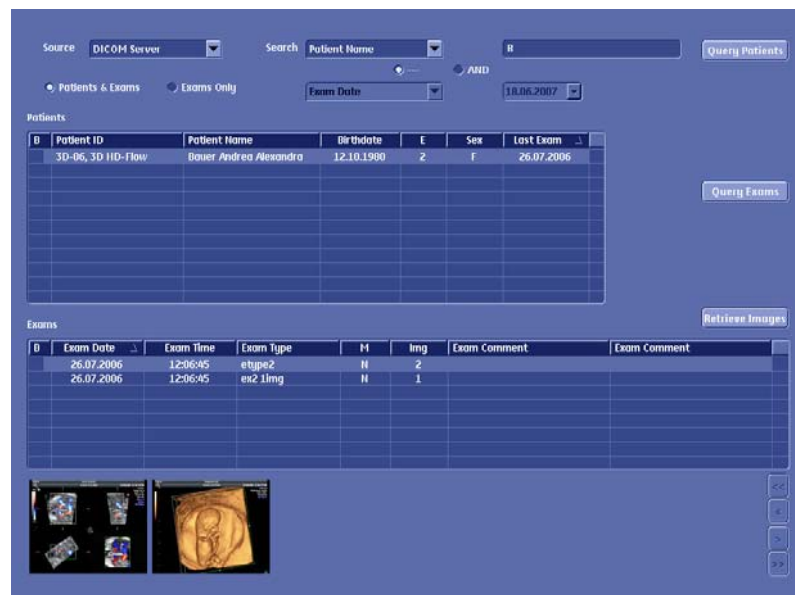 Source DICOM Server Search Patient Name R Query Patients
--- AND
Patients & Exams Exams Only Exam Date 18.06.2007
Patients
B Patient ID Patient Name Birthdate E Sex Last Exam
3D-06, 3D HD-Flow Bauer Andrea Alexandra 12.10.1980 2 F 26.07.2006
Query Exams
Retrieve Images
Exams
B Exam Date Exam Time Exam Type M Img Exam Comment Exam Comment
26.07.2006 12:06:45 etype2 N 2
26.07.2006 12:06:45 ex2 1img N 1
<<
<
>
>>